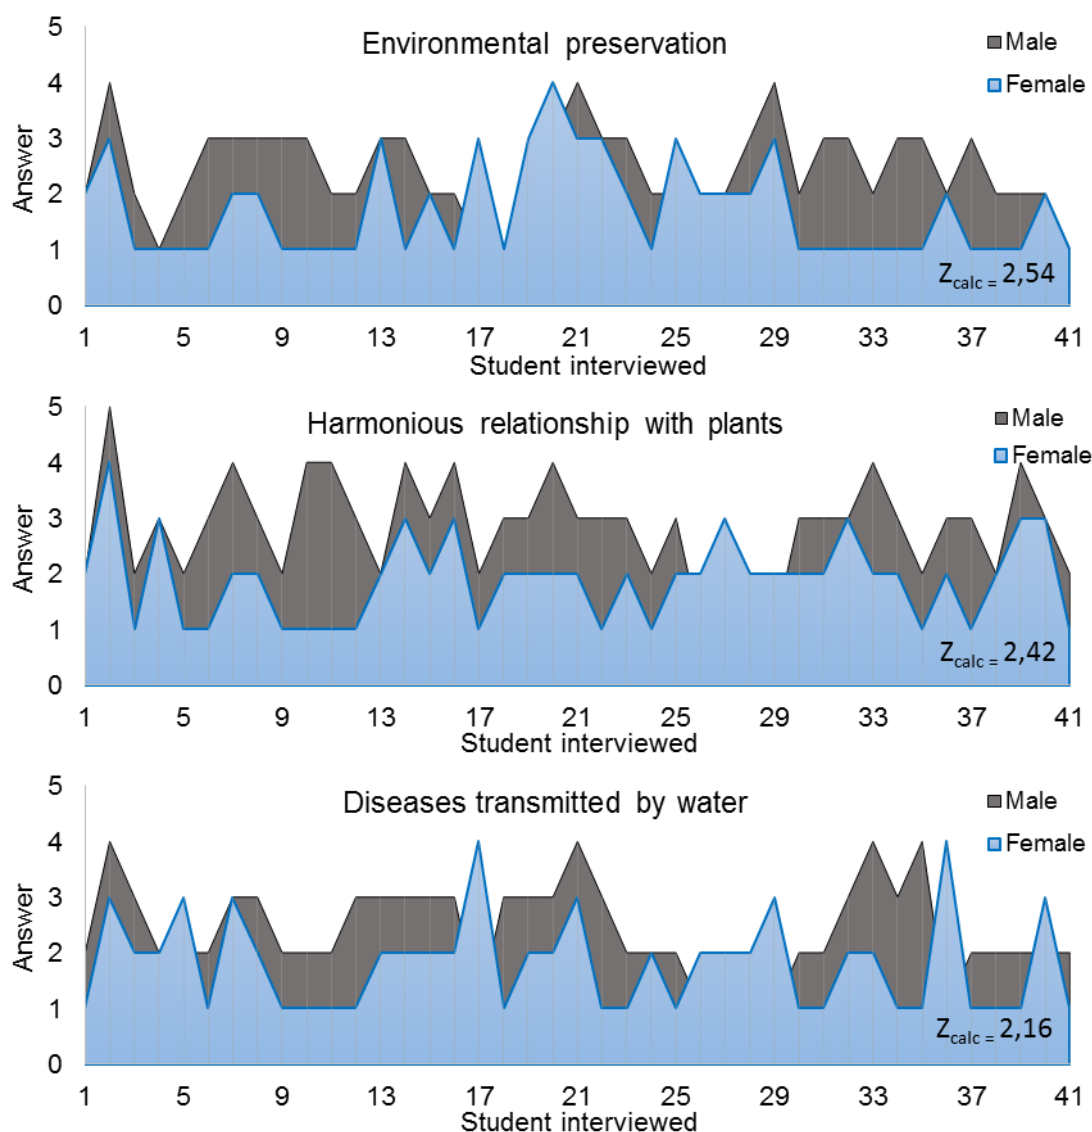 Environmental preservation
Male
Female
5
4
3
2
1
0
Answer
Zcalc = 2,54
1 5 9 13 17 21 25 29 33 37 41
Student interviewed
Harmonious relationship with plants
Male
Female
5
4
3
2
1
0
Answer
Zcalc = 2,42
1 5 9 13 17 21 25 29 33 37 41
Student interviewed
Diseases transmitted by water
Male
Female
5
4
3
2
1
0
Answer
Zcalc = 2,16
1 5 9 13 17 21 25 29 33 37 41
Student interviewed